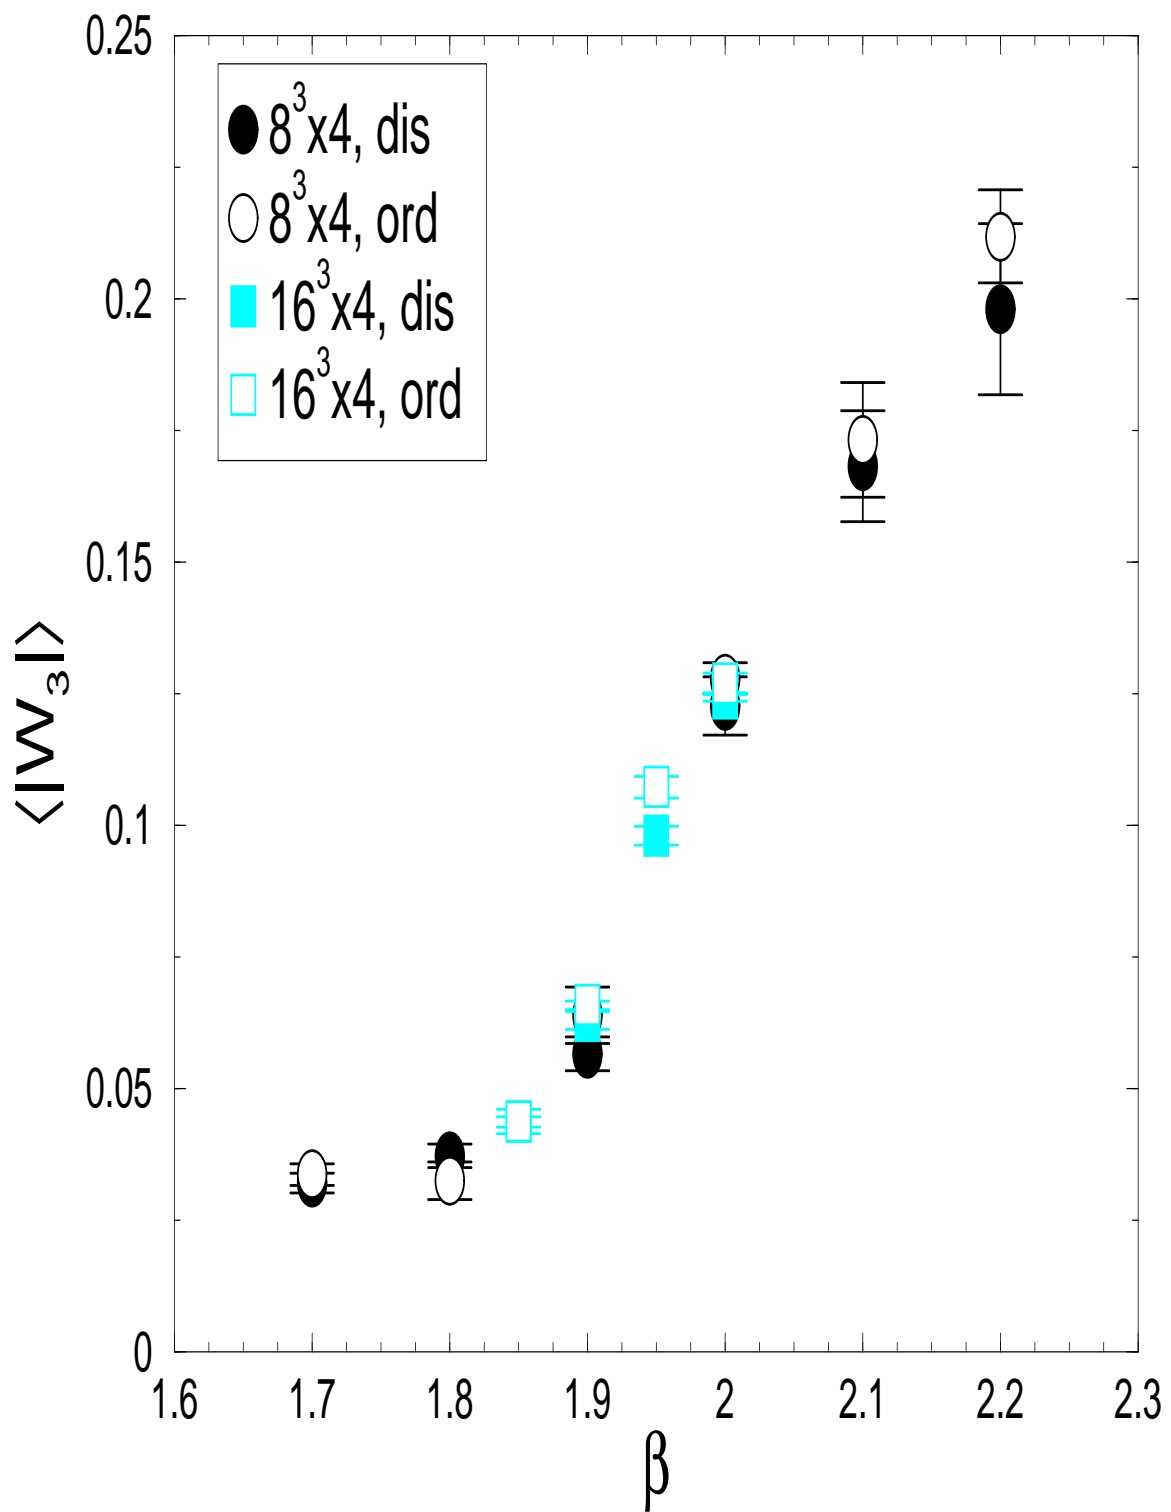 0.25
0.2
0.15
0.1
0.05
0
<|W₃|>
8³x4, dis
8³x4, ord
16³x4, dis
16³x4, ord
1.6 1.7 1.8 1.9 2 2.1 2.2 2.3
β